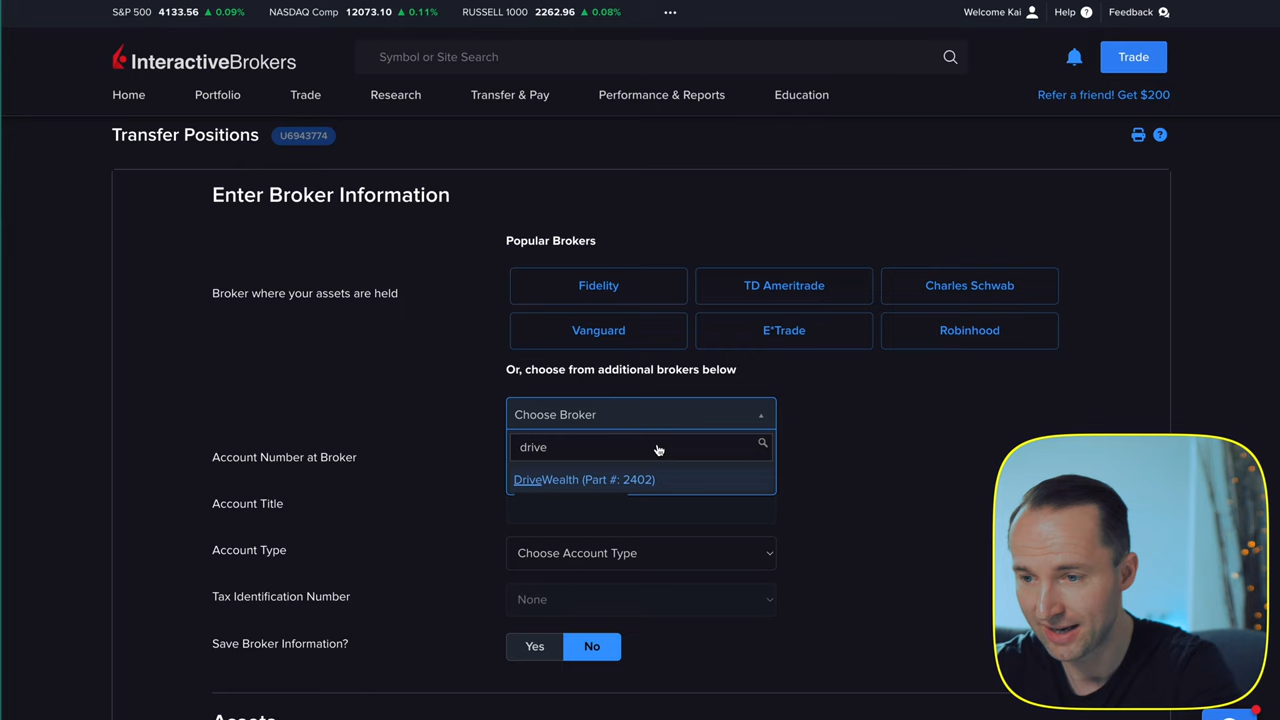 S&P 500 4133.56 ▲ 0.09% NASDAQ Comp 12073.10 ▲ 0.11% RUSSELL 1000 2262.96 ▲ 0.08% ••• Welcome Kai Help ? Feedback
InteractiveBrokers Symbol or Site Search Trade
Home Portfolio Trade Research Transfer & Pay Performance & Reports Education Refer a friend! Get $200
Transfer Positions U6943774 ?
Enter Broker Information
Popular Brokers
Broker where your assets are held
Fidelity TD Ameritrade Charles Schwab
Vanguard E*Trade Robinhood
Or, choose from additional brokers below
Choose Broker
drive
Account Number at Broker
DriveWealth (Part #: 2402)
Account Title
Account Type Choose Account Type
Tax Identification Number None
Save Broker Information? Yes No
Assets